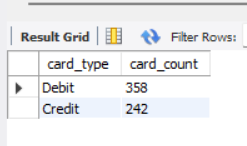 Result Grid Filter Rows:
card_type card_count
Debit 358
Credit 242